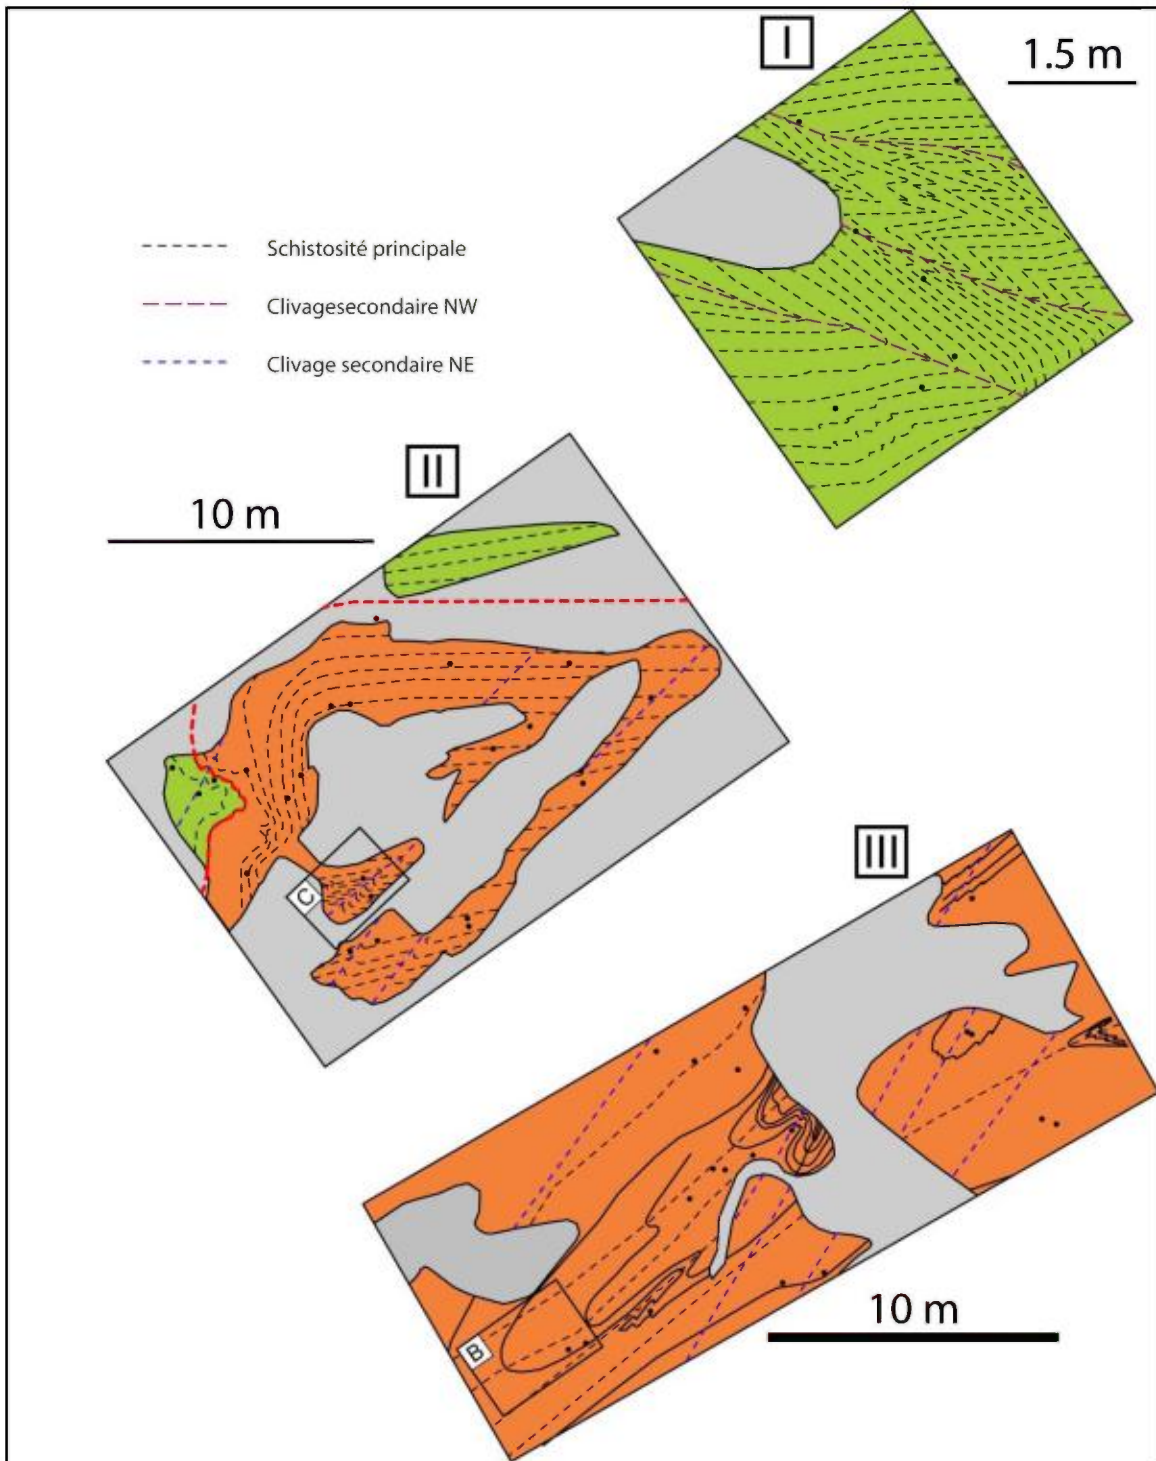 I
1.5 m
Schistosité principale
Clivagesecondaire NW
Clivage secondaire NE
II
10 m
III
C
B
10 m